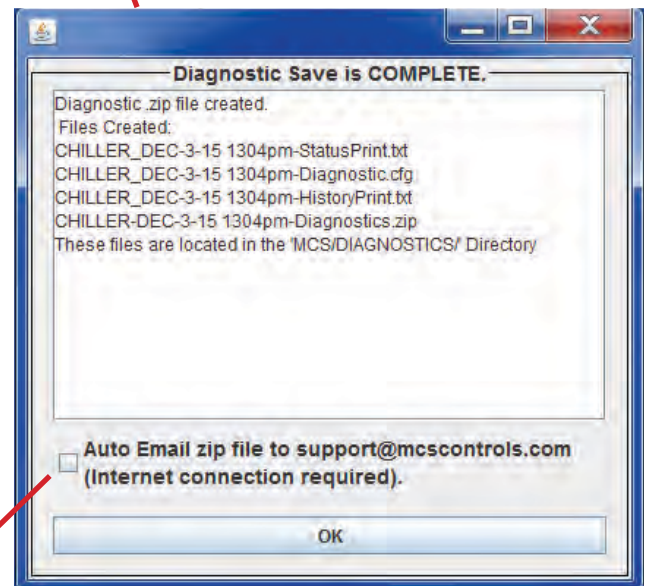 Diagnostic Save is COMPLETE.
Diagnostic .zip file created.
Files Created:
CHILLER_DEC-3-15 1304pm-StatusPrint.txt
CHILLER_DEC-3-15 1304pm-Diagnostic.cfg
CHILLER_DEC-3-15 1304pm-HistoryPrint.txt
CHILLER-DEC-3-15 1304pm-Diagnostics.zip
These files are located in the 'MCS/DIAGNOSTICS/' Directory
Auto Email zip file to support@mcscontrols.com
(Internet connection required).
OK